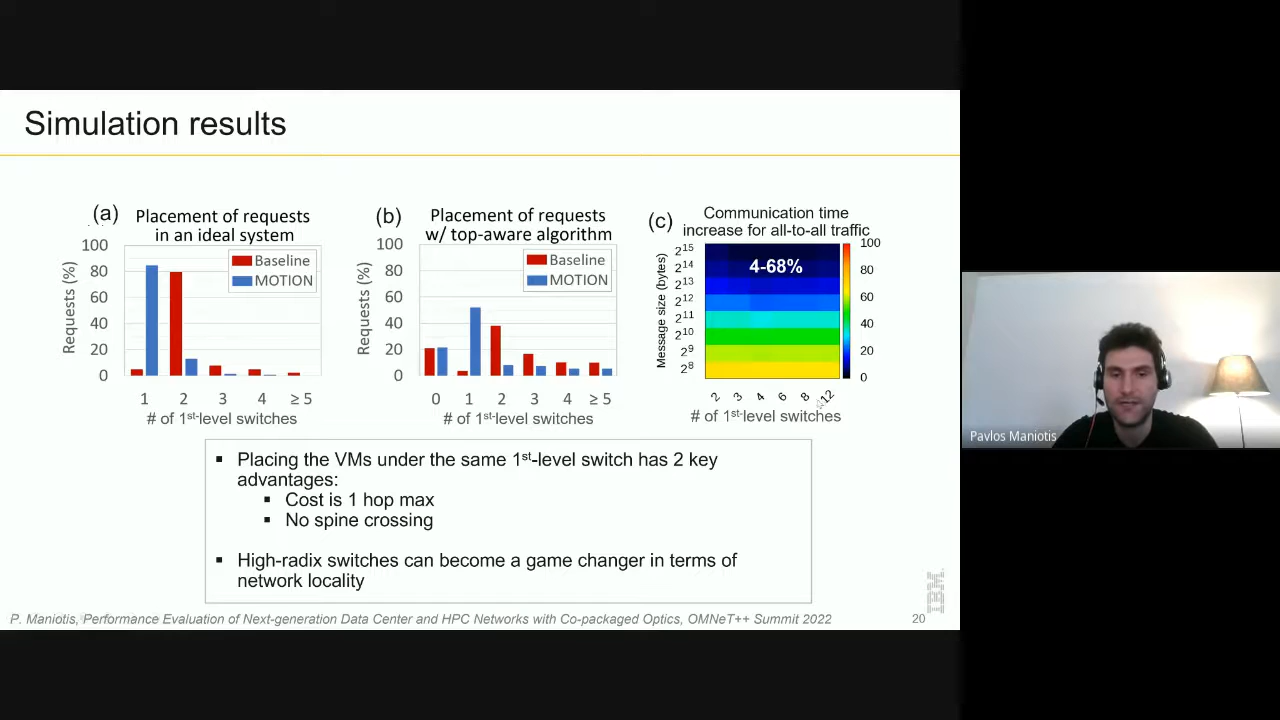 Simulation results
(a)
Placement of requests
in an ideal system
100
80
60
40
20
0
Requests (%)
Baseline
MOTION
1 2 3 4 ≥ 5
# of 1st-level switches
(b)
Placement of requests
w/ top-aware algorithm
100
80
60
40
20
0
Requests (%)
Baseline
MOTION
0 1 2 3 4 ≥ 5
# of 1st-level switches
(c)
Communication time
increase for all-to-all traffic
Message size (bytes)
2^15
2^14
2^13
2^12
2^11
2^10
2^9
2^8
4-68%
100
80
60
40
20
0
2 3 4 6 8 12
# of 1st-level switches
▪ Placing the VMs under the same 1st-level switch has 2 key
advantages:
▪ Cost is 1 hop max
▪ No spine crossing
▪ High-radix switches can become a game changer in terms of
network locality
IBM
P. Maniotis, Performance Evaluation of Next-generation Data Center and HPC Networks with Co-packaged Optics, OMNeT++ Summit 2022
20
Pavlos Maniotis